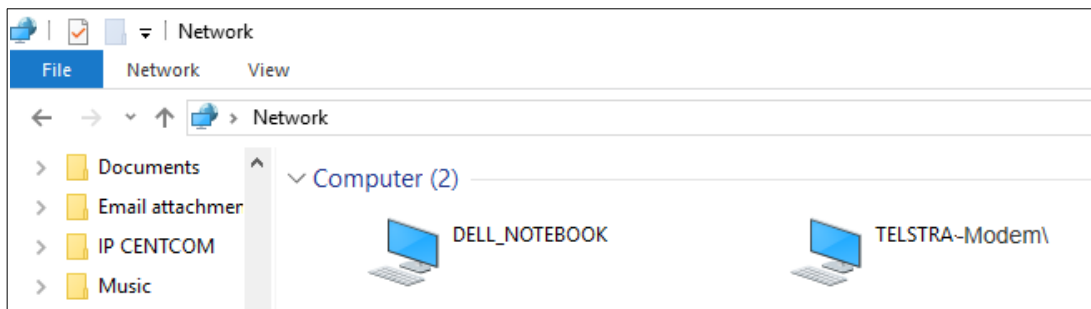 Network
File Network View
Network
Documents
Email attachmer
IP CENTCOM
Music
Computer (2)
DELL_NOTEBOOK
TELSTRA-Modem\